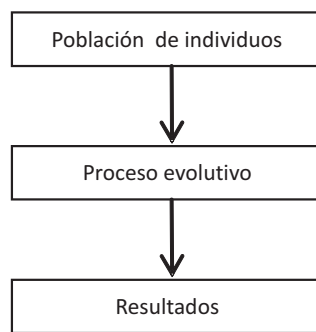 Población  de individuos
Proceso evolutivo
Resultados